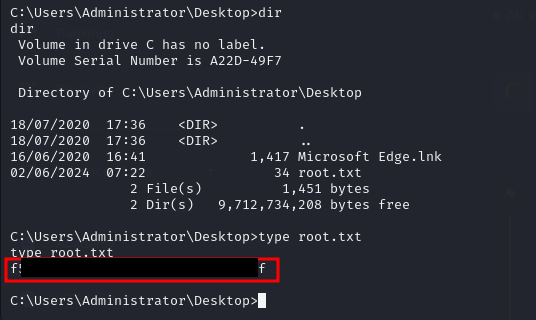 C:\Users\Administrator\Desktop>dir
dir
 Volume in drive C has no label.
 Volume Serial Number is A22D-49F7

 Directory of C:\Users\Administrator\Desktop

18/07/2020  17:36    <DIR>          .
18/07/2020  17:36    <DIR>          ..
16/06/2020  16:41             1,417 Microsoft Edge.lnk
02/06/2024  07:22                34 root.txt
               2 File(s)          1,451 bytes
               2 Dir(s)   9,712,734,208 bytes free

C:\Users\Administrator\Desktop>type root.txt
type root.txt
f f

C:\Users\Administrator\Desktop>